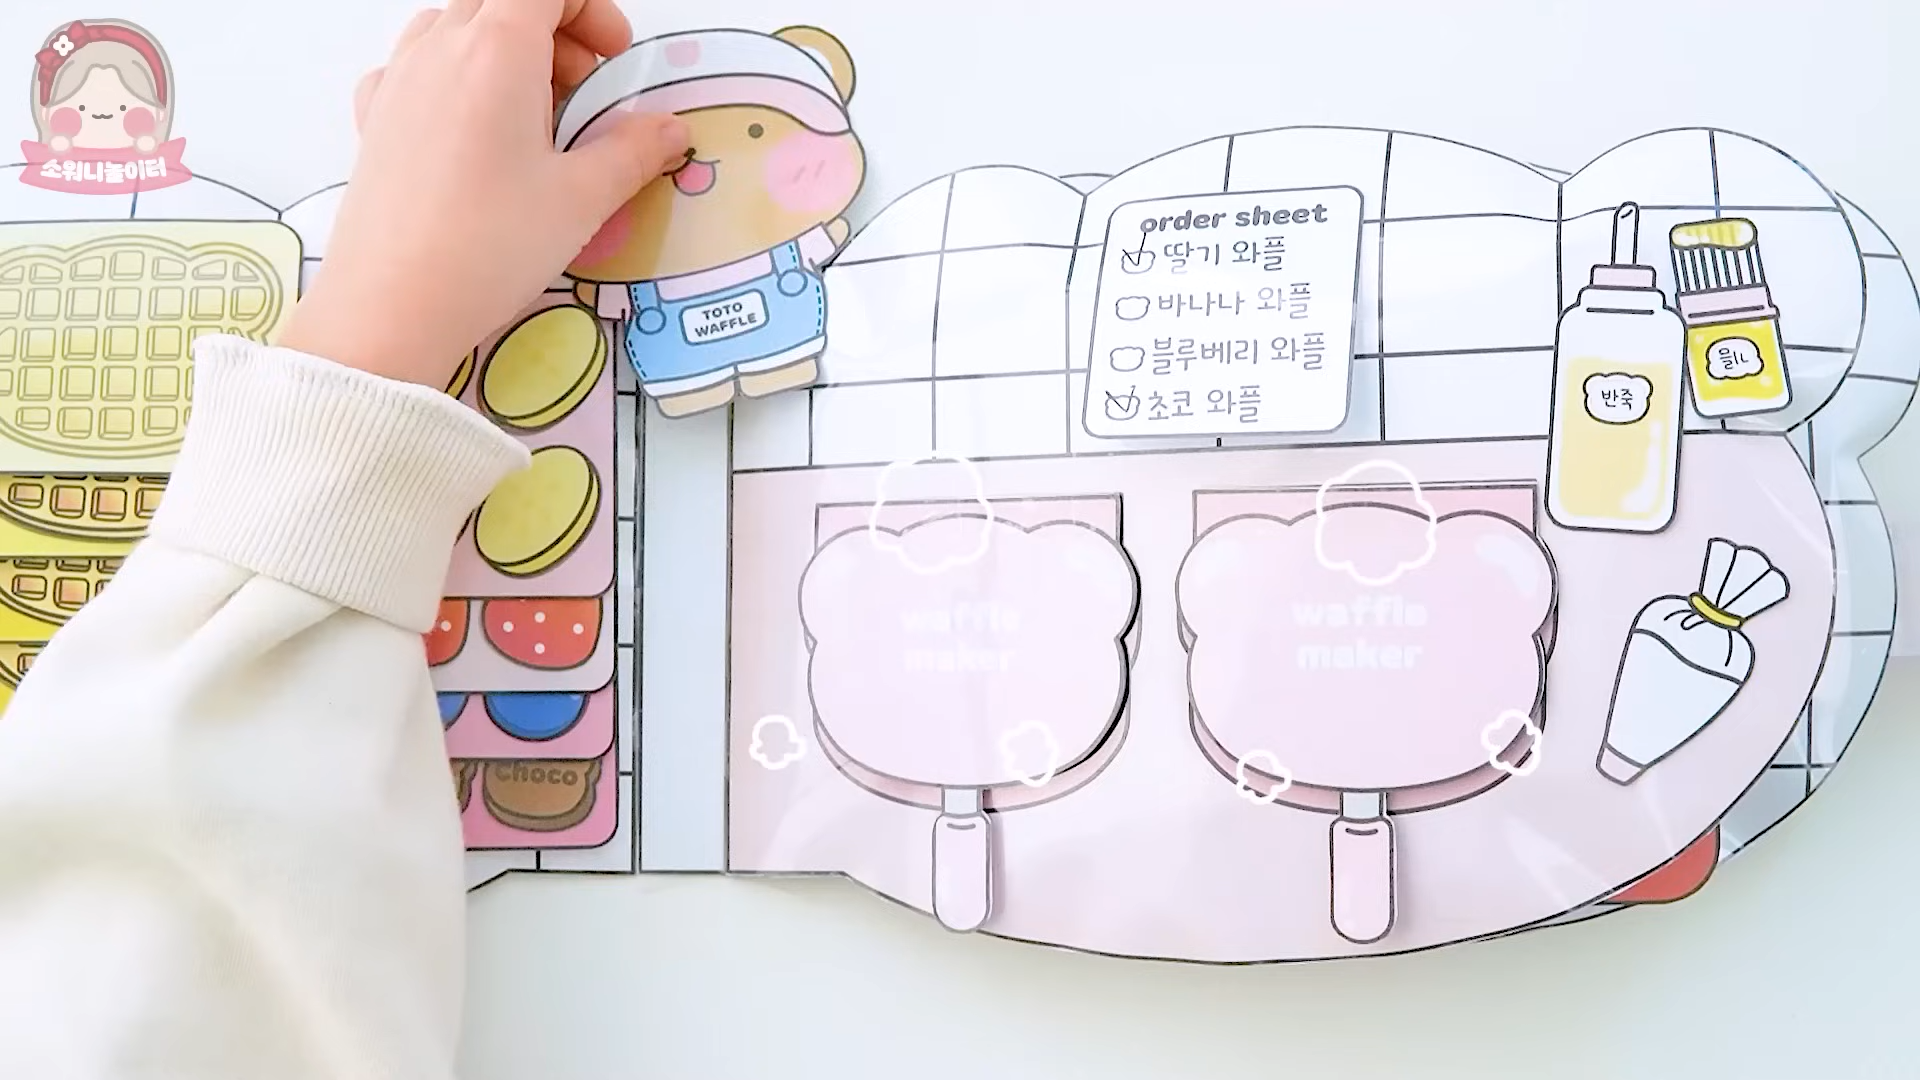 소워니놀이터
TOTO
WAFFLE
order sheet
딸기 와플
바나나 와플
블루베리 와플
초코 와플
반죽
waffle
maker
waffle
maker
choco